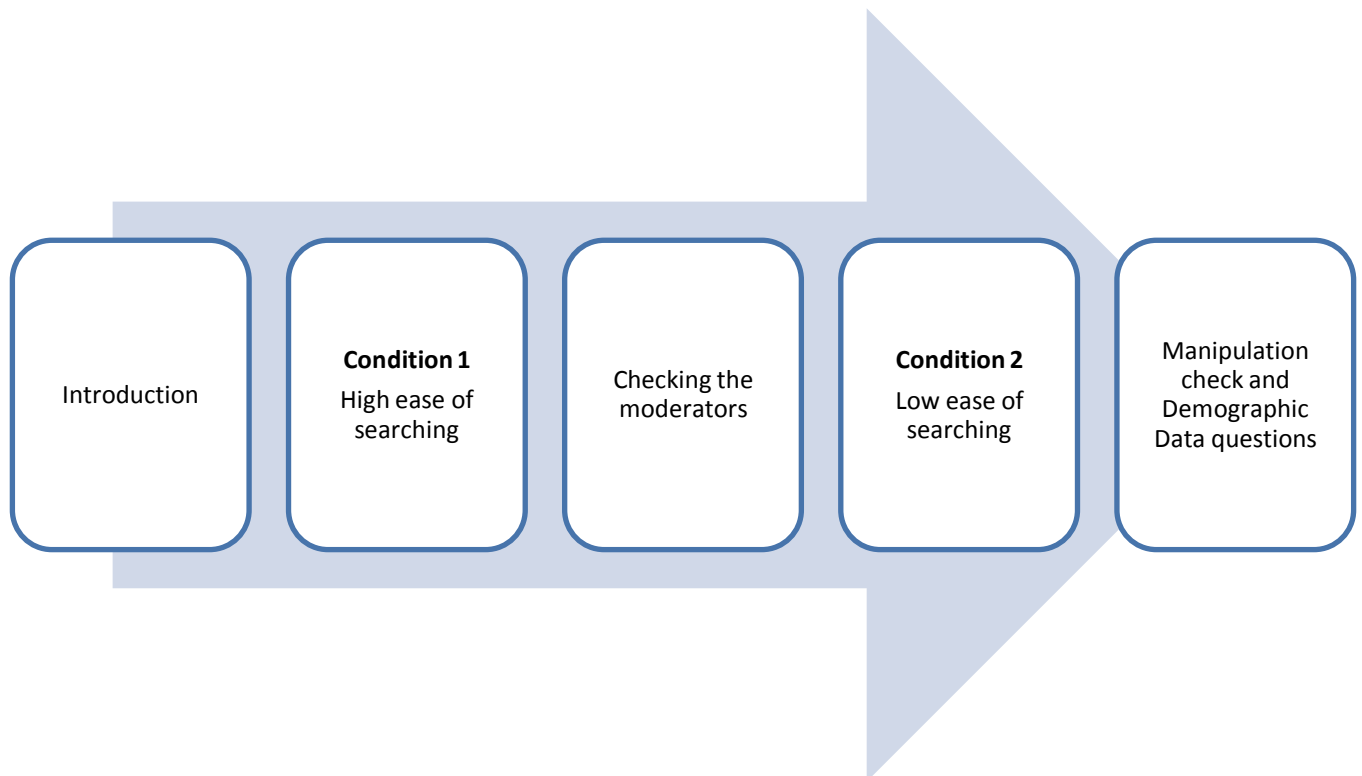 Introduction
Condition 1
High ease of
searching
Checking the
moderators
Condition 2
Low ease of
searching
Manipulation
check and
Demographic
Data questions